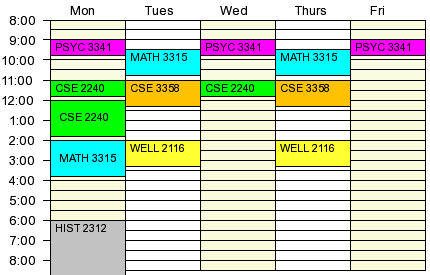 Mon Tues Wed Thurs Fri
8:00
9:00
PSYC 3341 PSYC 3341 PSYC 3341
MATH 3315 MATH 3315
10:00
11:00
CSE 2240 CSE 3358 CSE 2240 CSE 3358
12:00
CSE 2240
1:00
2:00
WELL 2116 WELL 2116
MATH 3315
3:00
4:00
5:00
6:00
HIST 2312
7:00
8:00